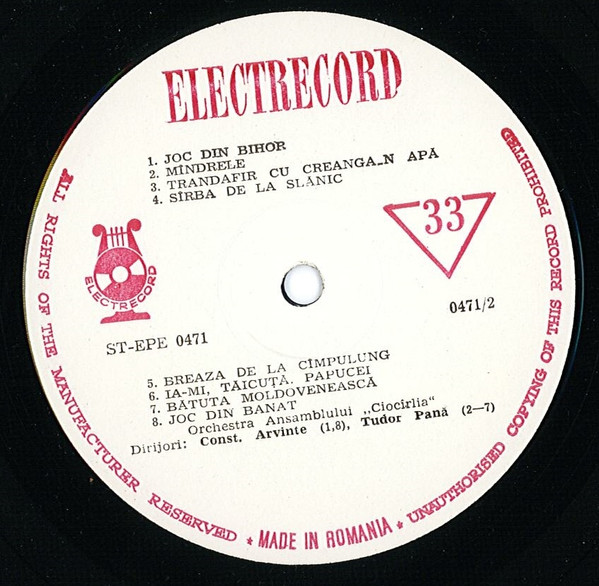 ELECTRECORD
1. JOC DIN BIHOR
2. MÎNDRELE
3. TRANDAFIR CU CREANGA-N APĂ
4. SÎRBA DE LA SLĂNIC
33
ELECTRECORD
ST-EPE 0471
0471/2
5. BREAZA DE LA CÎMPULUNG
6. IA-MI, TĂICUȚĂ, PAPUCEI
7. BĂTUTA MOLDOVENEASCĂ
8. JOC DIN BANAT
Orchestra Ansamblului „Ciocîrlia"
Dirijori: Const. Arvinte (1,8), Tudor Pană (2—7)
ALL RIGHTS OF THE MANUFACTURER RESERVED * MADE IN ROMANIA * UNAUTHORISED COPYING OF THIS RECORD PROHIBITED